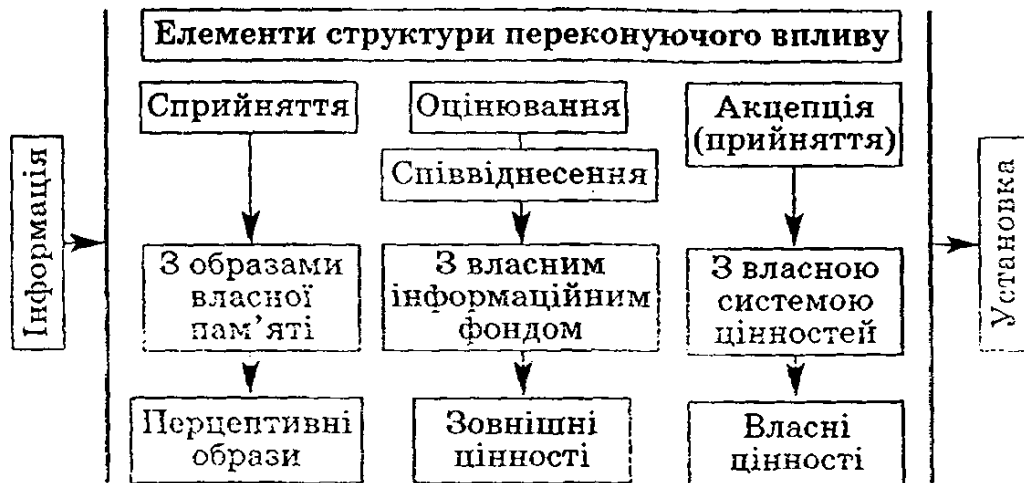 Елементи структури переконуючого впливу
Інформація
Сприйняття
Оцінювання
Акцепція
(прийняття)
Співвіднесення
З образами
власної
пам’яті
З власним
інформаційним
фондом
З власною
системою
цінностей
Установка
Перцептивні
образи
Зовнішні
цінності
Власні
цінності